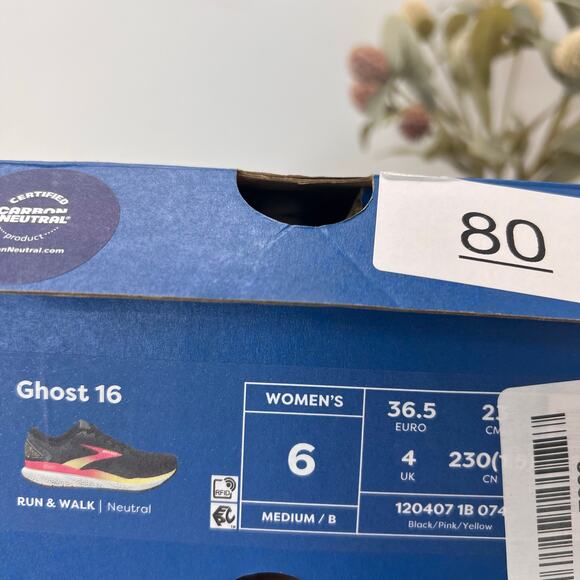 CERTIFIED
CARBON
NEUTRAL®
product
nNeutral.com
80
Ghost 16
RUN & WALK | Neutral
RFID
WOMEN'S
6
MEDIUM / B
36.5
EURO
4
UK
230(
CN
120407 1B 074
Black/Pink/Yellow